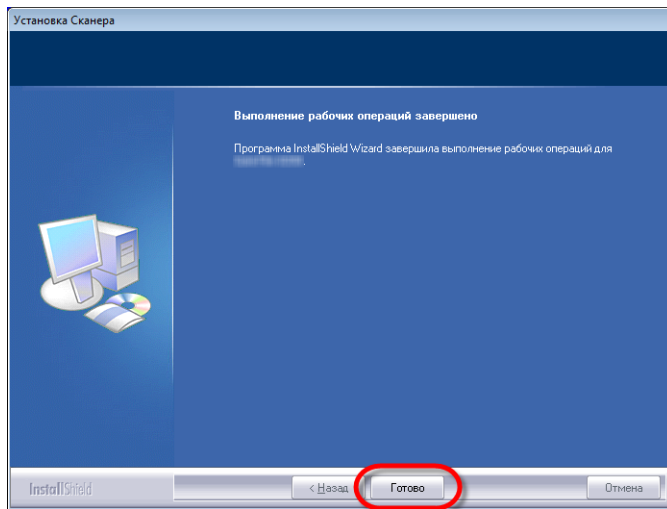 Установка Сканера
Выполнение рабочих операций завершено
Программа InstallShield Wizard завершила выполнение рабочих операций для
.
InstallShield
< Назад
Готово
Отмена